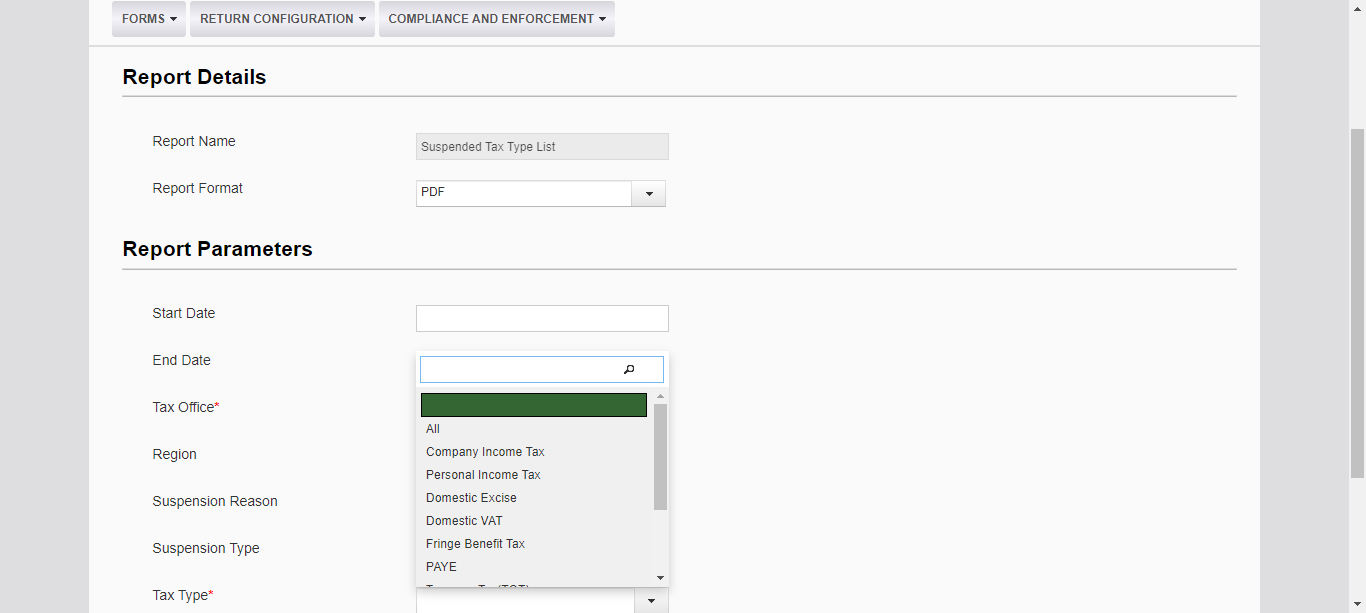 FORMS RETURN CONFIGURATION COMPLIANCE AND ENFORCEMENT
Report Details
Report Name Suspended Tax Type List
Report Format PDF
Report Parameters
Start Date
End Date
Tax Office*
Region
Suspension Reason
Suspension Type
Tax Type*
All
Company Income Tax
Personal Income Tax
Domestic Excise
Domestic VAT
Fringe Benefit Tax
PAYE